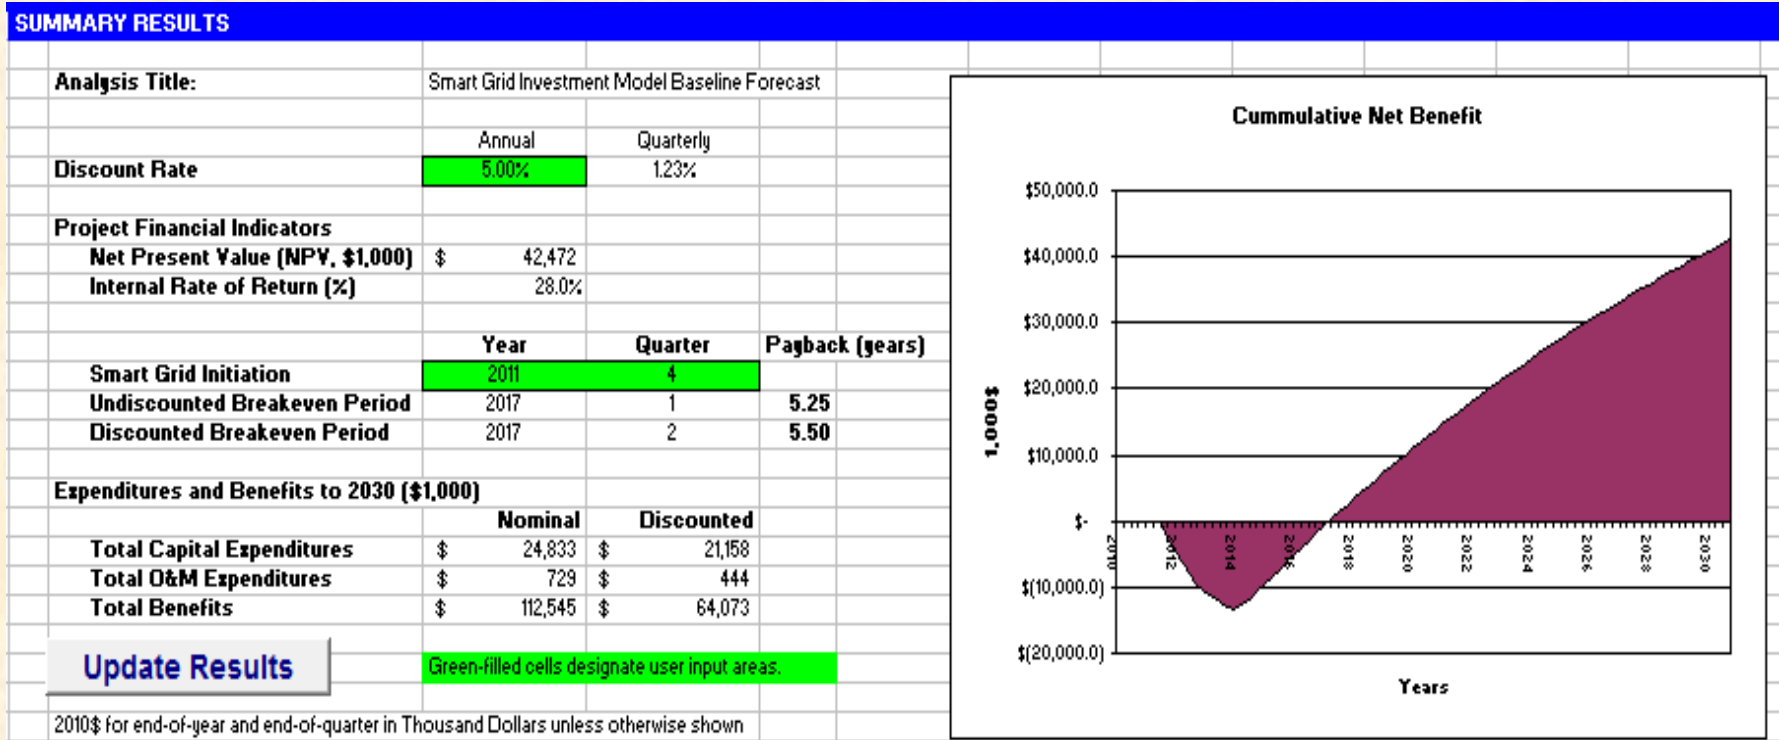 SUMMARY RESULTS
Analysis Title: Smart Grid Investment Model Baseline Forecast
Annual Quarterly
Discount Rate 5.00% 1.23%
Project Financial Indicators
Net Present Value (NPV, $1,000) $ 42,472
Internal Rate of Return (%) 28.0%
Year Quarter Payback (years)
Smart Grid Initiation 2011 4
Undiscounted Breakeven Period 2017 1 5.25
Discounted Breakeven Period 2017 2 5.50
Expenditures and Benefits to 2030 ($1,000)
Nominal Discounted
Total Capital Expenditures $ 24,833 $ 21,158
Total O&M Expenditures $ 729 $ 444
Total Benefits $ 112,545 $ 64,073
Update Results
Green-filled cells designate user input areas.
2010$ for end-of-year and end-of-quarter in Thousand Dollars unless otherwise shown
Cummulative Net Benefit
$50,000.0
$40,000.0
$30,000.0
$20,000.0
$10,000.0
$-
$(10,000.0)
$(20,000.0)
1,000$
2010 2012 2014 2016 2018 2020 2022 2024 2026 2028 2030
Years